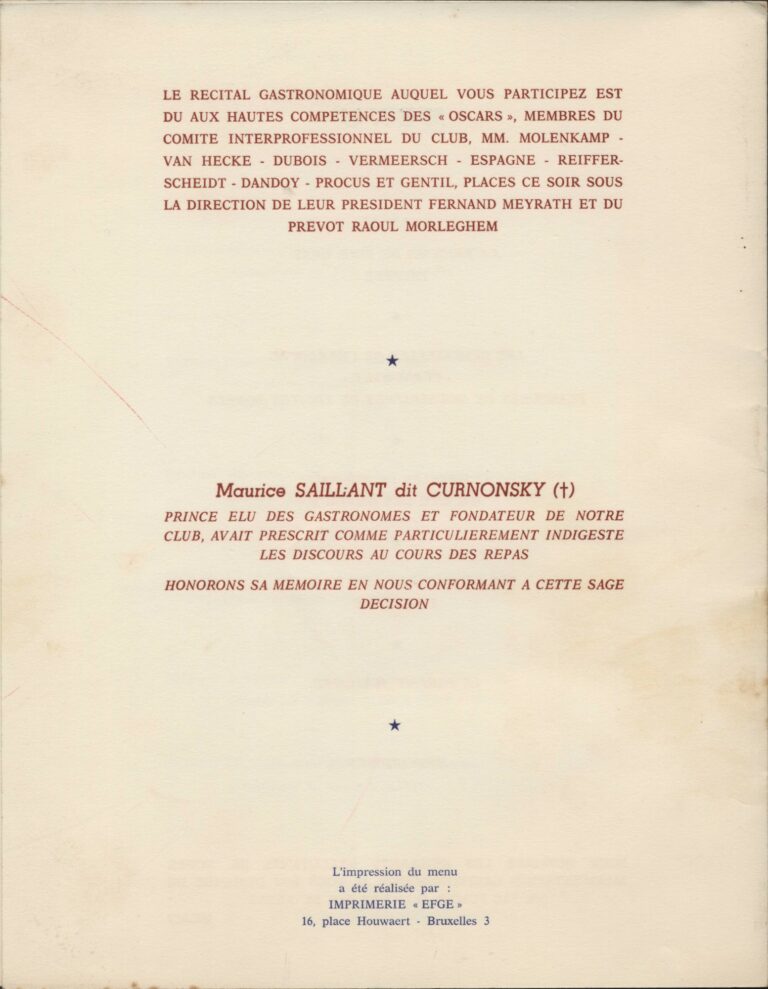 LE RECITAL GASTRONOMIQUE AUQUEL VOUS PARTICIPEZ EST
DU AUX HAUTES COMPETENCES DES « OSCARS », MEMBRES DU
COMITE INTERPROFESSIONNEL DU CLUB, MM. MOLENKAMP -
VAN HECKE - DUBOIS - VERMEERSCH - ESPAGNE - REIFFER-
SCHEIDT - DANDOY - PROCUS ET GENTIL, PLACES CE SOIR SOUS
LA DIRECTION DE LEUR PRESIDENT FERNAND MEYRATH ET DU
PREVOT RAOUL MORLEGHEM
★
Maurice SAILLANT dit CURNONSKY (†)
PRINCE ELU DES GASTRONOMES ET FONDATEUR DE NOTRE
CLUB, AVAIT PRESCRIT COMME PARTICULIEREMENT INDIGESTE
LES DISCOURS AU COURS DES REPAS
HONORONS SA MEMOIRE EN NOUS CONFORMANT A CETTE SAGE
DECISION
★
L'impression du menu
a été réalisée par :
IMPRIMERIE « EFGE »
16, place Houwaert - Bruxelles 3